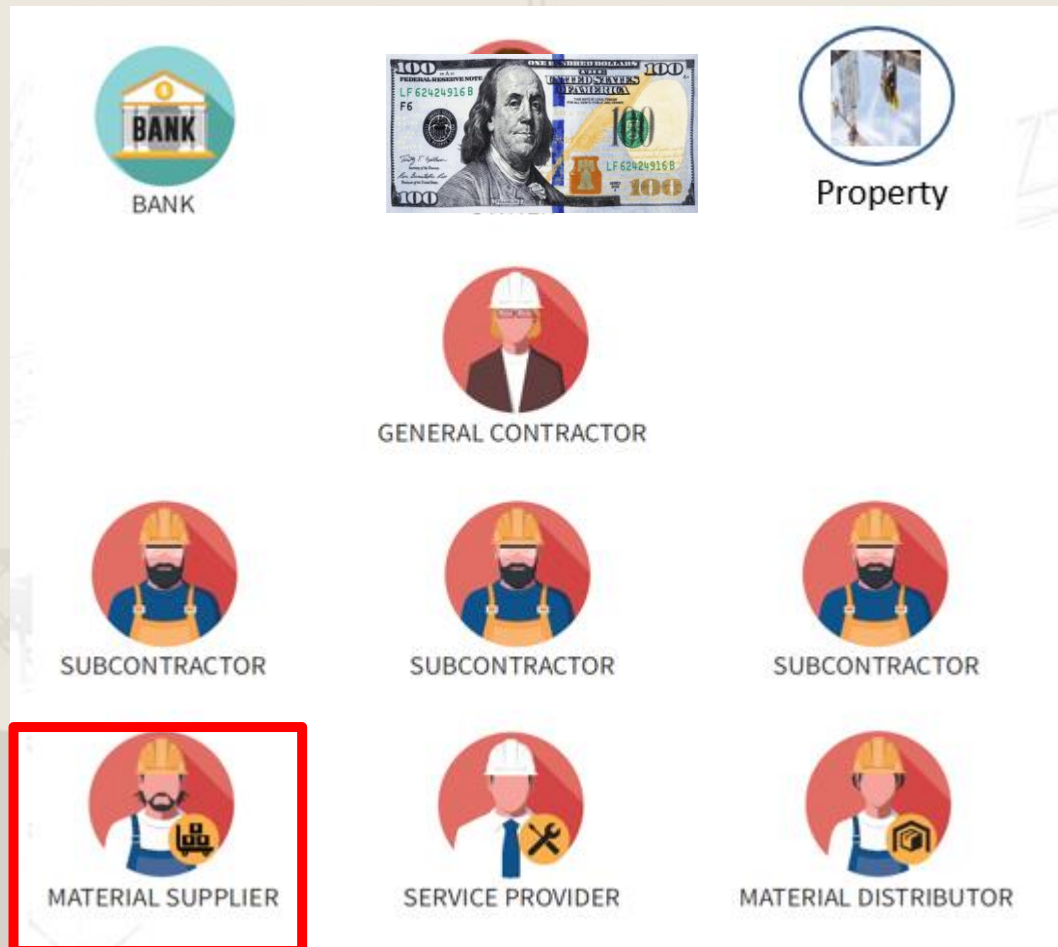 BANK
BANK
100
FEDERAL RESERVE NOTE
LF 62424916 B
F6
ONE HUNDRED DOLLARS
UNITED STATES
OF AMERICA
100
100
LF 62424916 B
100
100
Property
GENERAL CONTRACTOR
SUBCONTRACTOR
SUBCONTRACTOR
SUBCONTRACTOR
MATERIAL SUPPLIER
SERVICE PROVIDER
MATERIAL DISTRIBUTOR